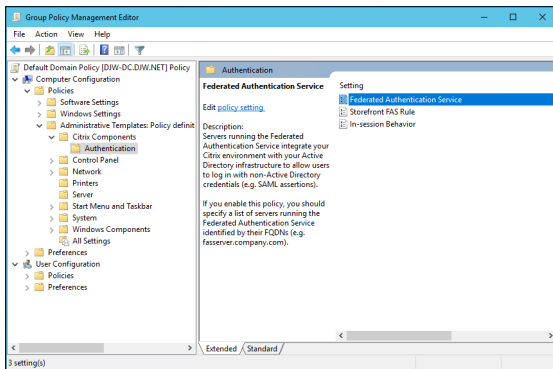 Group Policy Management Editor
File Action View Help
Default Domain Policy [DJW-DC.DJW.NET] Policy
Computer Configuration
Policies
Software Settings
Windows Settings
Administrative Templates: Policy definit
Citrix Components
Authentication
Control Panel
Network
Printers
Server
Start Menu and Taskbar
System
Windows Components
All Settings
Preferences
User Configuration
Policies
Preferences
Authentication
Federated Authentication Service
Edit policy setting
Description:
Servers running the Federated
Authentication Service integrate your
Citrix environment with your Active
Directory infrastructure to allow users
to log in with non-Active Directory
credentials (e.g. SAML assertions).
If you enable this policy, you should
specify a list of servers running the
Federated Authentication Service
identified by their FQDNs (e.g.
fasserver.company.com).
Setting
Federated Authentication Service
Storefront FAS Rule
In-session Behavior
Extended Standard
3 setting(s)